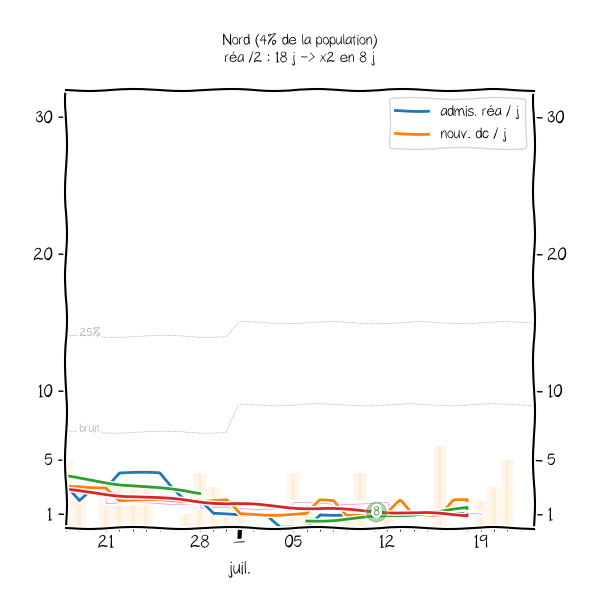 Nord (4% de la population)
réa /2 : 18 j -> x2 en 8 j
admis. réa / j
nouv. dc / j
30
30
20
20
25%
10
10
bruit
5
5
8
1
1
21
28
05
12
19
juil.